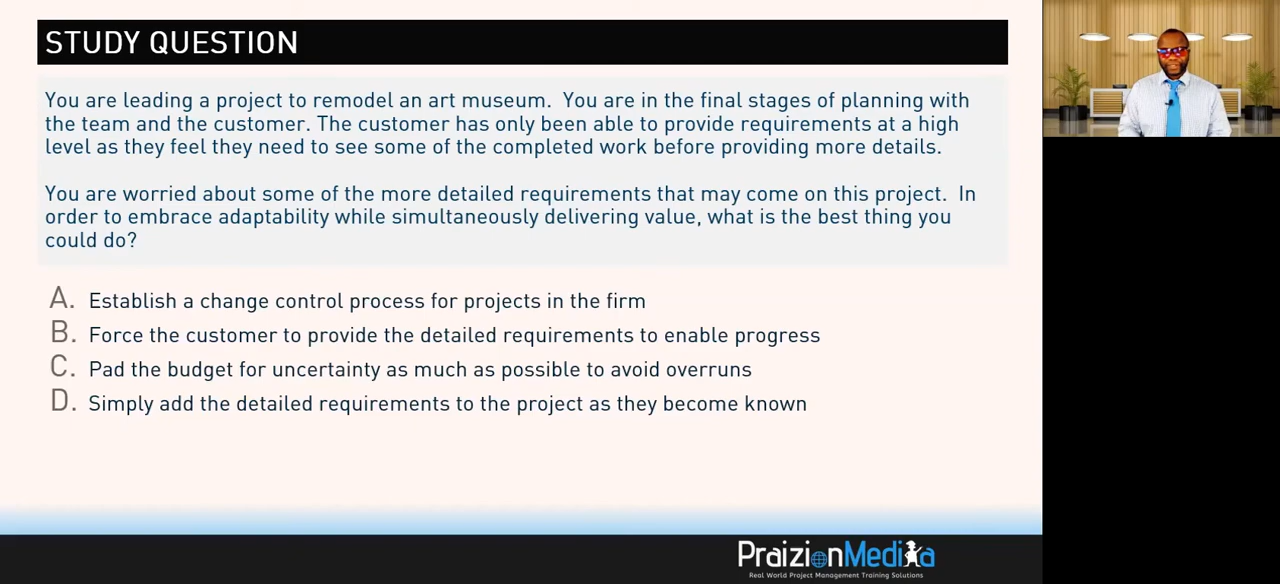 STUDY QUESTION
You are leading a project to remodel an art museum. You are in the final stages of planning with
the team and the customer. The customer has only been able to provide requirements at a high
level as they feel they need to see some of the completed work before providing more details.
You are worried about some of the more detailed requirements that may come on this project. In
order to embrace adaptability while simultaneously delivering value, what is the best thing you
could do?
A. Establish a change control process for projects in the firm
B. Force the customer to provide the detailed requirements to enable progress
C. Pad the budget for uncertainty as much as possible to avoid overruns
D. Simply add the detailed requirements to the project as they become known
PraizionMedia
Real World Project Management Training Solutions